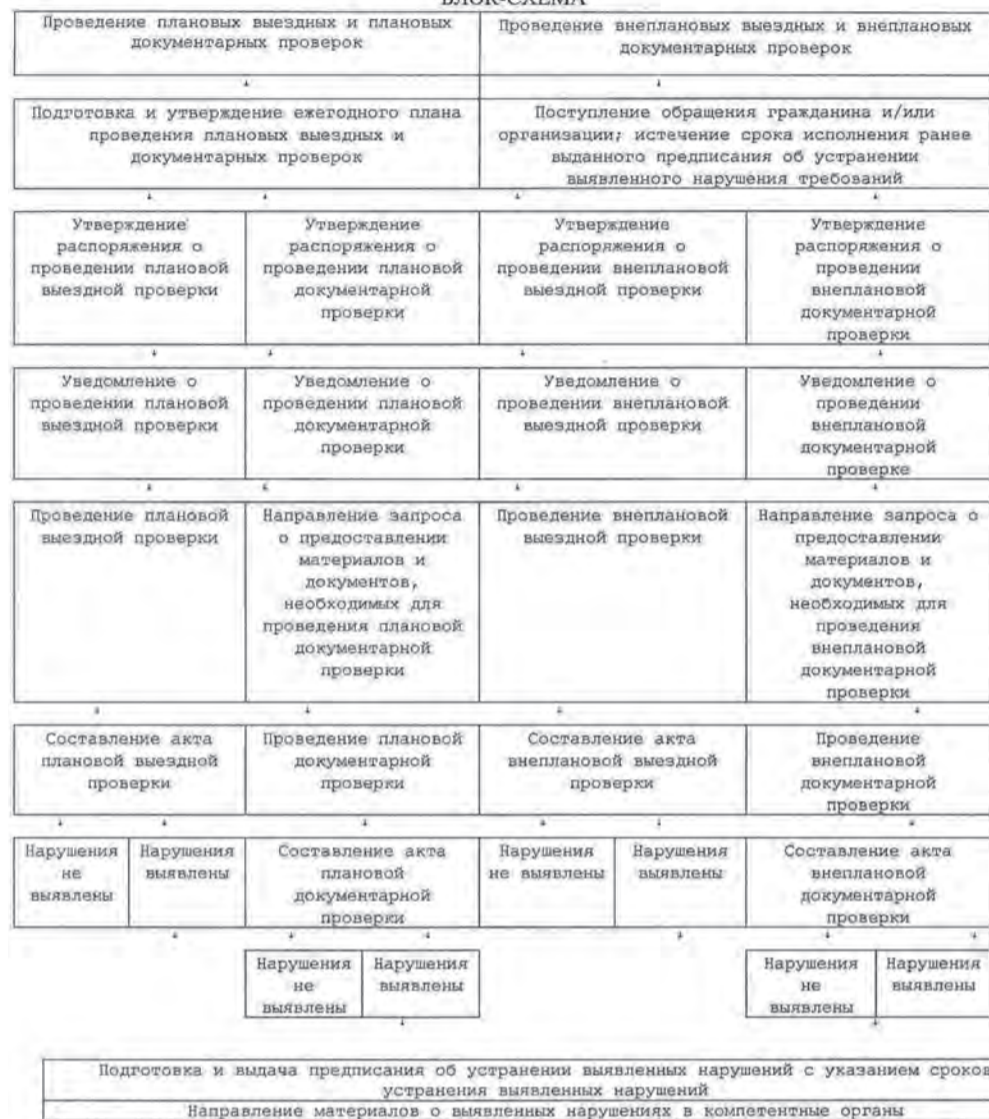 БЛОК-СХЕМА
Проведение плановых выездных и плановых
документарных проверок
Проведение внеплановых выездных и внеплановых
документарных проверок
Подготовка и утверждение ежегодного плана
проведения плановых выездных и
документарных проверок
Поступление обращения гражданина и/или
организации; истечение срока исполнения ранее
выданного предписания об устранении
выявленного нарушения требований
Утверждение
распоряжения о
проведении плановой
выездной проверки
Утверждение
распоряжения о
проведении плановой
документарной
проверки
Утверждение
распоряжения о
проведении внеплановой
выездной проверки
Утверждение
распоряжения о
проведении
внеплановой
документарной
проверки
Уведомление о
проведении плановой
выездной проверки
Уведомление о
проведении плановой
документарной
проверки
Уведомление о
проведении внеплановой
выездной проверки
Уведомление о
проведении
внеплановой
документарной
проверке
Проведение плановой
выездной проверки
Направление запроса
о предоставлении
материалов и
документов,
необходимых для
проведения плановой
документарной
проверки
Проведение внеплановой
выездной проверки
Направление запроса о
предоставлении
материалов и
документов,
необходимых для
проведения
внеплановой
документарной
проверки
Составление акта
плановой выездной
проверки
Проведение плановой
документарной
проверки
Составление акта
внеплановой выездной
проверки
Проведение
внеплановой
документарной
проверки
Нарушения
не
выявлены
Нарушения
выявлены
Составление акта
плановой
документарной
проверки
Нарушения
не выявлены
Нарушения
выявлены
Составление акта
внеплановой
документарной
проверки
Нарушения
не
выявлены
Нарушения
выявлены
Нарушения
не
выявлены
Нарушения
выявлены
Подготовка и выдача предписания об устранении выявленных нарушений с указанием сроков
устранения выявленных нарушений
Направление материалов о выявленных нарушениях в компетентные органы